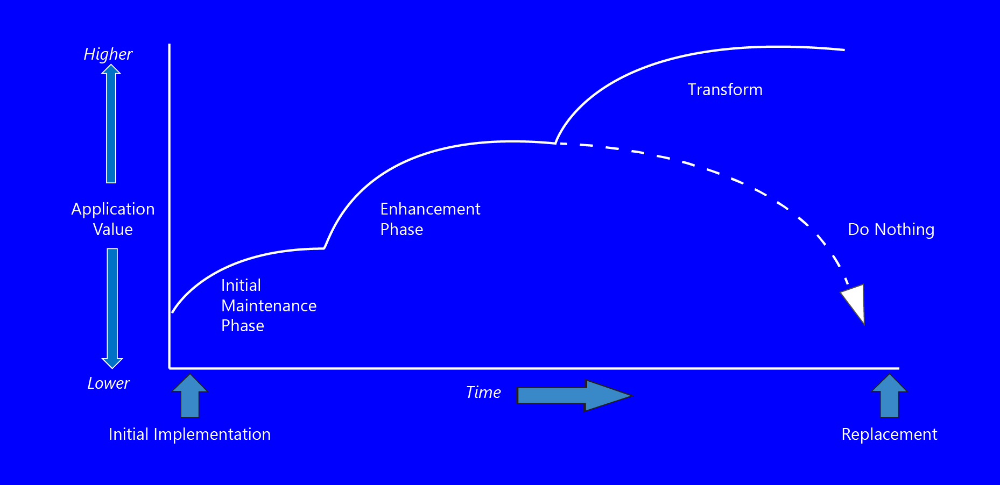 Higher
Transform
Application
Value
Enhancement
Phase
Do Nothing
Initial
Maintenance
Phase
Lower
Time
Initial Implementation
Replacement